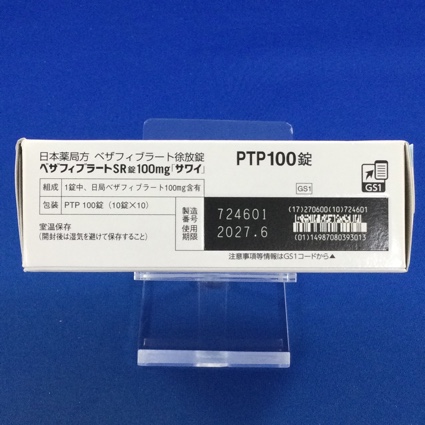 日本薬局方 ベザフィブラート徐放錠
ベザフィブラートSR錠100mg「サワイ」
PTP100錠
組成 1錠中、日局ベザフィブラート100mg含有
包装 PTP 100錠（10錠×10）
室温保存
（開封後は湿気を避けて保存すること）
製造番号 724601
使用期限 2027.6
GS1
(17)270600(10)724601
(01)14987080393013
GS1
注意事項等情報はGS1コードから▲